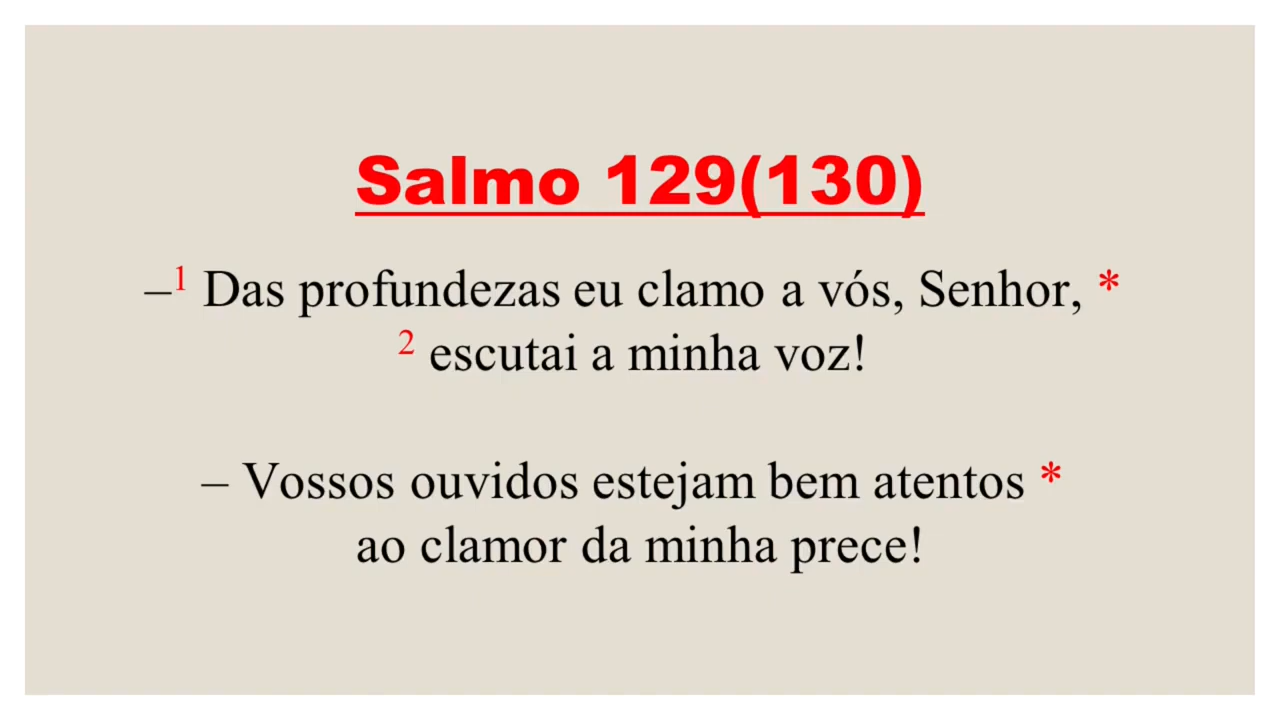 Salmo 129(130)
–¹ Das profundezas eu clamo a vós, Senhor, *
² escutai a minha voz!
– Vossos ouvidos estejam bem atentos *
ao clamor da minha prece!